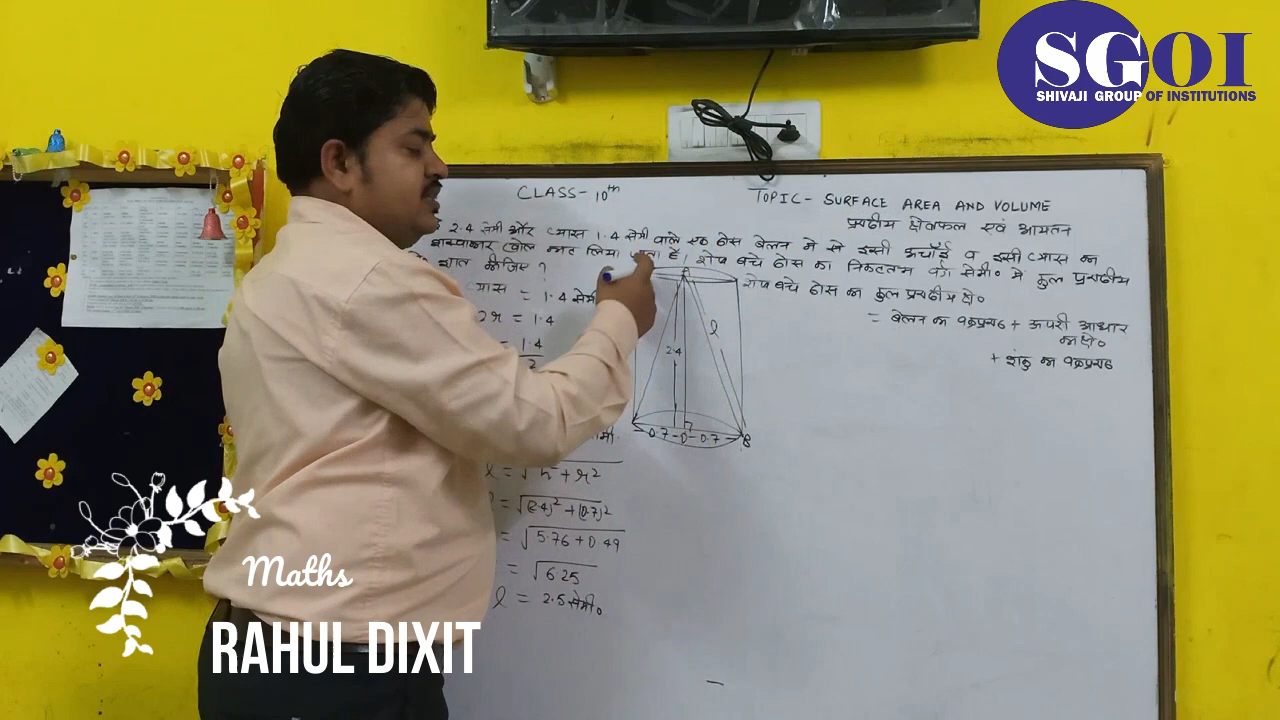 SGOI
SHIVAJI GROUP OF INSTITUTIONS
CLASS- 10th
TOPIC- SURFACE AREA AND VOLUME
पृष्ठीय क्षेत्रफल एवं आयतन
2.4 सेमी और व्यास 1.4 सेमी वाले एक ठोस बेलन में से इसी ऊँचाई व इसी व्यास का
खोल काट लिया जाता है, शेष बचे ठोस का निकटतम वर्ग सेमी० में कुल पृष्ठीय
ज्ञात कीजिए ?
व्यास = 1.4 सेमी
2r = 1.4
1.4
2
l = √h² + r²
= √(2.4)² + (0.7)²
= √5.76 + 0.49
= √6.25
l = 2.5 सेमी०
A
l
2.4
0.7 - 0 - 0.7
B
शेष बचे ठोस का कुल पृष्ठीय क्षे०
= बेलन का वक्रपृष्ठ + ऊपरी आधार
का क्षे०
+ शंकु का वक्रपृष्ठ
Maths
RAHUL DIXIT